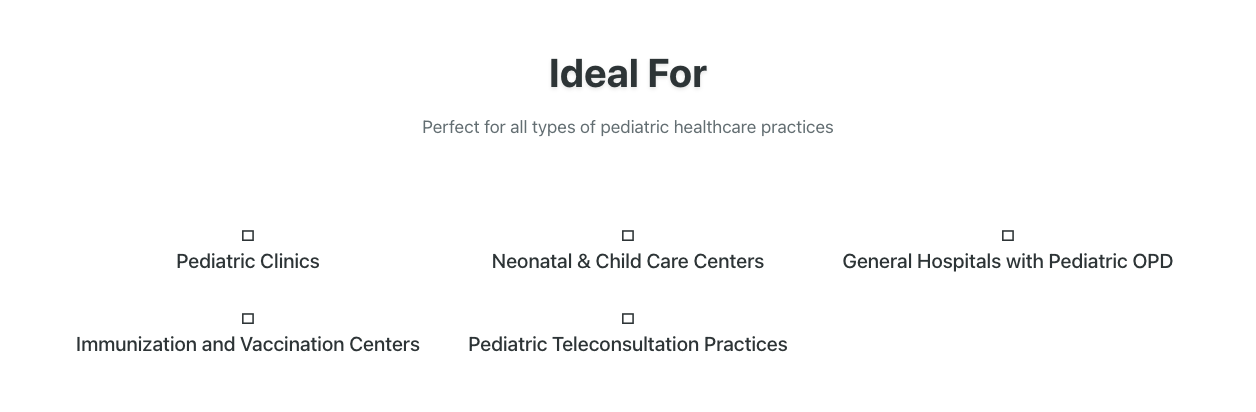 Ideal For
Perfect for all types of pediatric healthcare practices
Pediatric Clinics
Neonatal & Child Care Centers
General Hospitals with Pediatric OPD
Immunization and Vaccination Centers
Pediatric Teleconsultation Practices